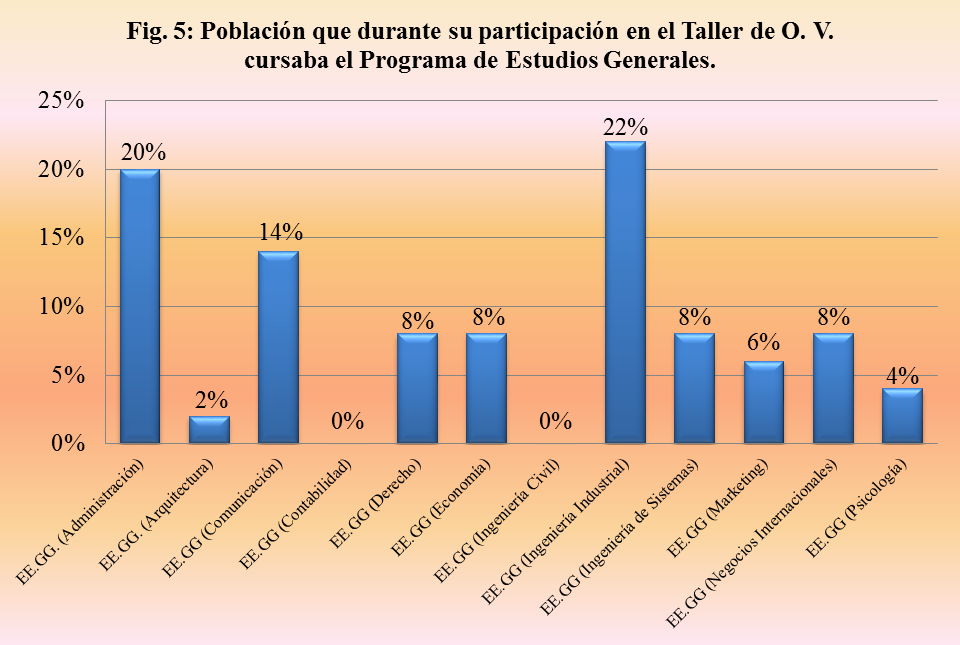 Fig. 5: Población que durante su participación en el Taller de O. V.
cursaba el Programa de Estudios Generales.
25%
20%
15%
10%
5%
0%
20%
2%
14%
0%
8%
8%
0%
22%
8%
6%
8%
4%
EE.GG. (Administración)
EE.GG. (Arquitectura)
EE.GG (Comunicación)
EE.GG (Contabilidad)
EE.GG (Derecho)
EE.GG (Economía)
EE.GG (Ingeniería Civil)
EE.GG (Ingeniería Industrial)
EE.GG (Ingeniería de Sistemas)
EE.GG (Marketing)
EE.GG (Negocios Internacionales)
EE.GG (Psicología)